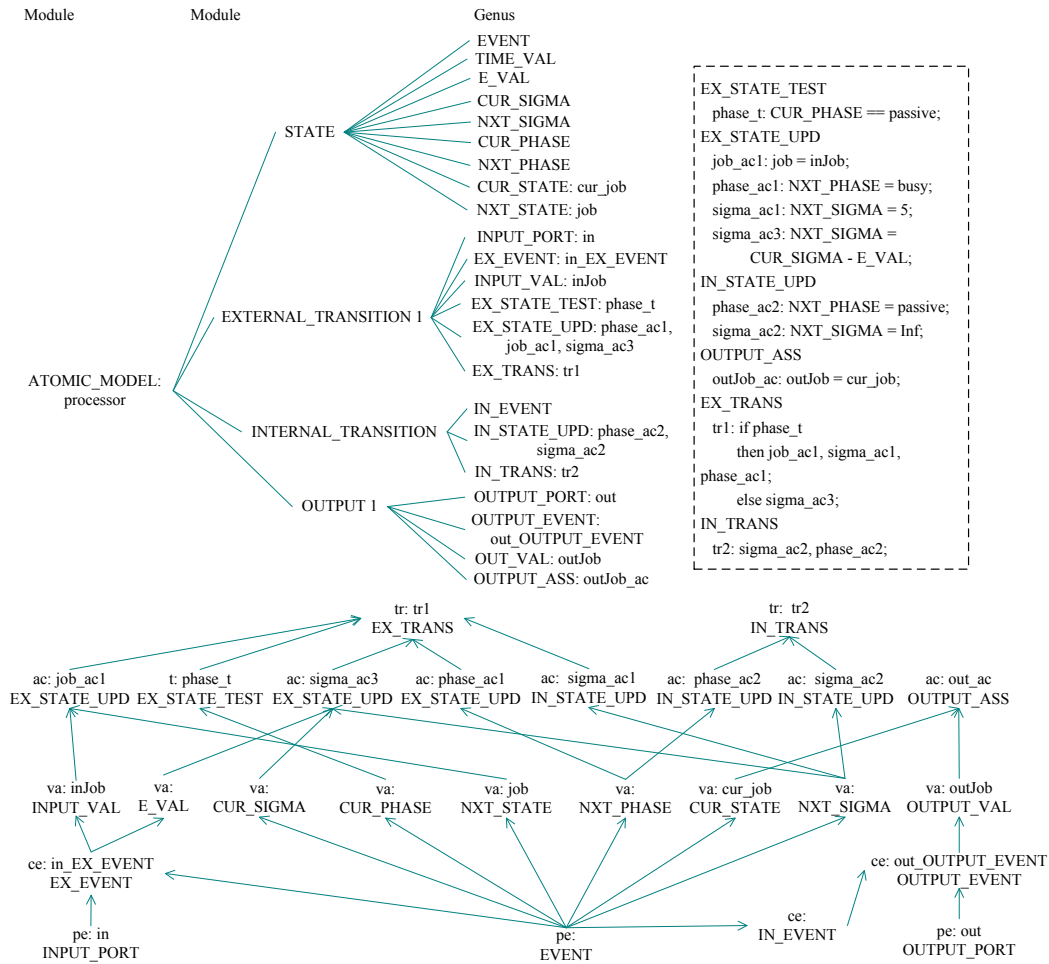 Module Module Genus
EVENT
TIME_VAL
E_VAL
CUR_SIGMA
NXT_SIGMA
CUR_PHASE
NXT_PHASE
CUR_STATE: cur_job
NXT_STATE: job
STATE
INPUT_PORT: in
EX_EVENT: in_EX_EVENT
INPUT_VAL: inJob
EX_STATE_TEST: phase_t
EX_STATE_UPD: phase_ac1,
job_ac1, sigma_ac3
EX_TRANS: tr1
EXTERNAL_TRANSITION 1
ATOMIC_MODEL:
processor
IN_EVENT
IN_STATE_UPD: phase_ac2,
sigma_ac2
IN_TRANS: tr2
INTERNAL_TRANSITION
OUTPUT_PORT: out
OUTPUT_EVENT:
out_OUTPUT_EVENT
OUT_VAL: outJob
OUTPUT_ASS: outJob_ac
OUTPUT 1
EX_STATE_TEST
phase_t: CUR_PHASE == passive;
EX_STATE_UPD
job_ac1: job = inJob;
phase_ac1: NXT_PHASE = busy;
sigma_ac1: NXT_SIGMA = 5;
sigma_ac3: NXT_SIGMA =
CUR_SIGMA - E_VAL;
IN_STATE_UPD
phase_ac2: NXT_PHASE = passive;
sigma_ac2: NXT_SIGMA = Inf;
OUTPUT_ASS
outJob_ac: outJob = cur_job;
EX_TRANS
tr1: if phase_t
then job_ac1, sigma_ac1,
phase_ac1;
else sigma_ac3;
IN_TRANS
tr2: sigma_ac2, phase_ac2;
tr: tr1 tr: tr2
EX_TRANS IN_TRANS
ac: job_ac1 t: phase_t ac: sigma_ac3 ac: phase_ac1 ac: sigma_ac1 ac: phase_ac2 ac: sigma_ac2 ac: out_ac
EX_STATE_UPD EX_STATE_TEST EX_STATE_UPD EX_STATE_UPD EX_STATE_UPD IN_STATE_UPD IN_STATE_UPD OUTPUT_ASS
va: inJob va: va: va: va: job va: va: cur_job va: va: outJob
INPUT_VAL E_VAL CUR_SIGMA CUR_PHASE NXT_STATE NXT_PHASE CUR_STATE NXT_SIGMA OUTPUT_VAL
ce: in_EX_EVENT ce: out_OUTPUT_EVENT
EX_EVENT OUTPUT_EVENT
pe: in pe: ce: pe: out
INPUT_PORT EVENT IN_EVENT OUTPUT_PORT